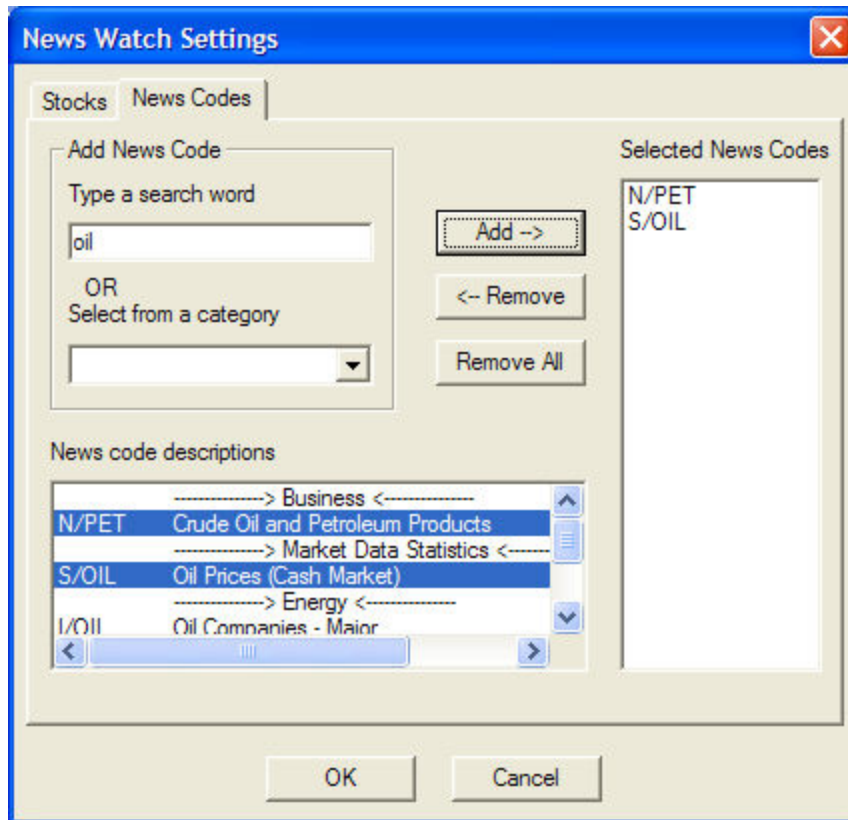 News Watch Settings
Stocks
News Codes
Add News Code
Type a search word
oil
OR
Select from a category
Add -->
<-- Remove
Remove All
Selected News Codes
N/PET
S/OIL
News code descriptions
--------------> Business <--------------
N/PET Crude Oil and Petroleum Products
--------------> Market Data Statistics <-------
S/OIL Oil Prices (Cash Market)
--------------> Energy <--------------
I/OIL Oil Companies - Major
OK
Cancel